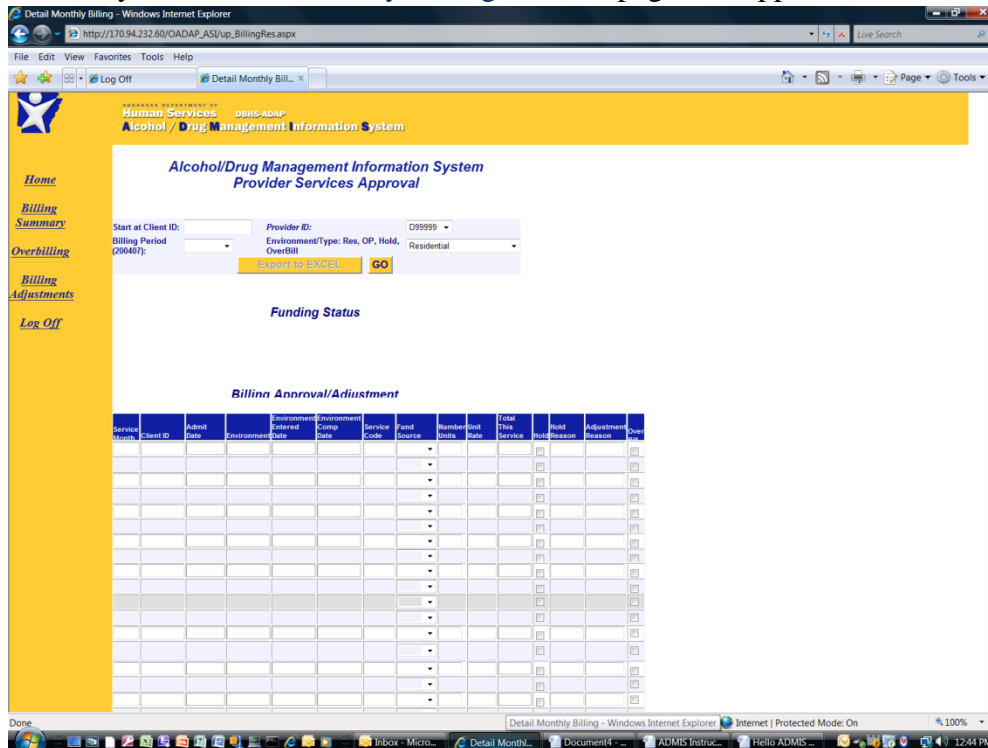 Detail Monthly Billing - Windows Internet Explorer
http://170.94.232.60/OADAP_ASI/up_BillingRes.aspx
Live Search
File Edit View Favorites Tools Help
Log Off
Detail Monthly Bill...
Page
Tools
ARKANSAS DEPARTMENT OF
Human Services DBHS-ADAP
Alcohol / Drug Management Information System
Home
Billing Summary
Overbilling
Billing Adjustments
Log Off
Alcohol/Drug Management Information System
Provider Services Approval
Start at Client ID:
Provider ID:
D99999
Billing Period (200407):
Environment/Type: Res, OP, Hold, OverBill
Residential
Export to EXCEL
GO
Funding Status
Billing Approval/Adjustment
Service Month
Client ID
Admit Date
Environment
Environment Entered Date
Environment Comp Date
Service Code
Fund Source
Number Units
Unit Rate
Total This Service
Hold
Hold Reason
Adjustment Reason
Over
Done
Detail Monthly Billing - Windows Internet Explorer
Internet | Protected Mode: On
100%
Inbox - Micro...
Detail Monthl...
Document4 - ...
ADMIS Instruc...
Hello ADMIS ...
12:44 PM